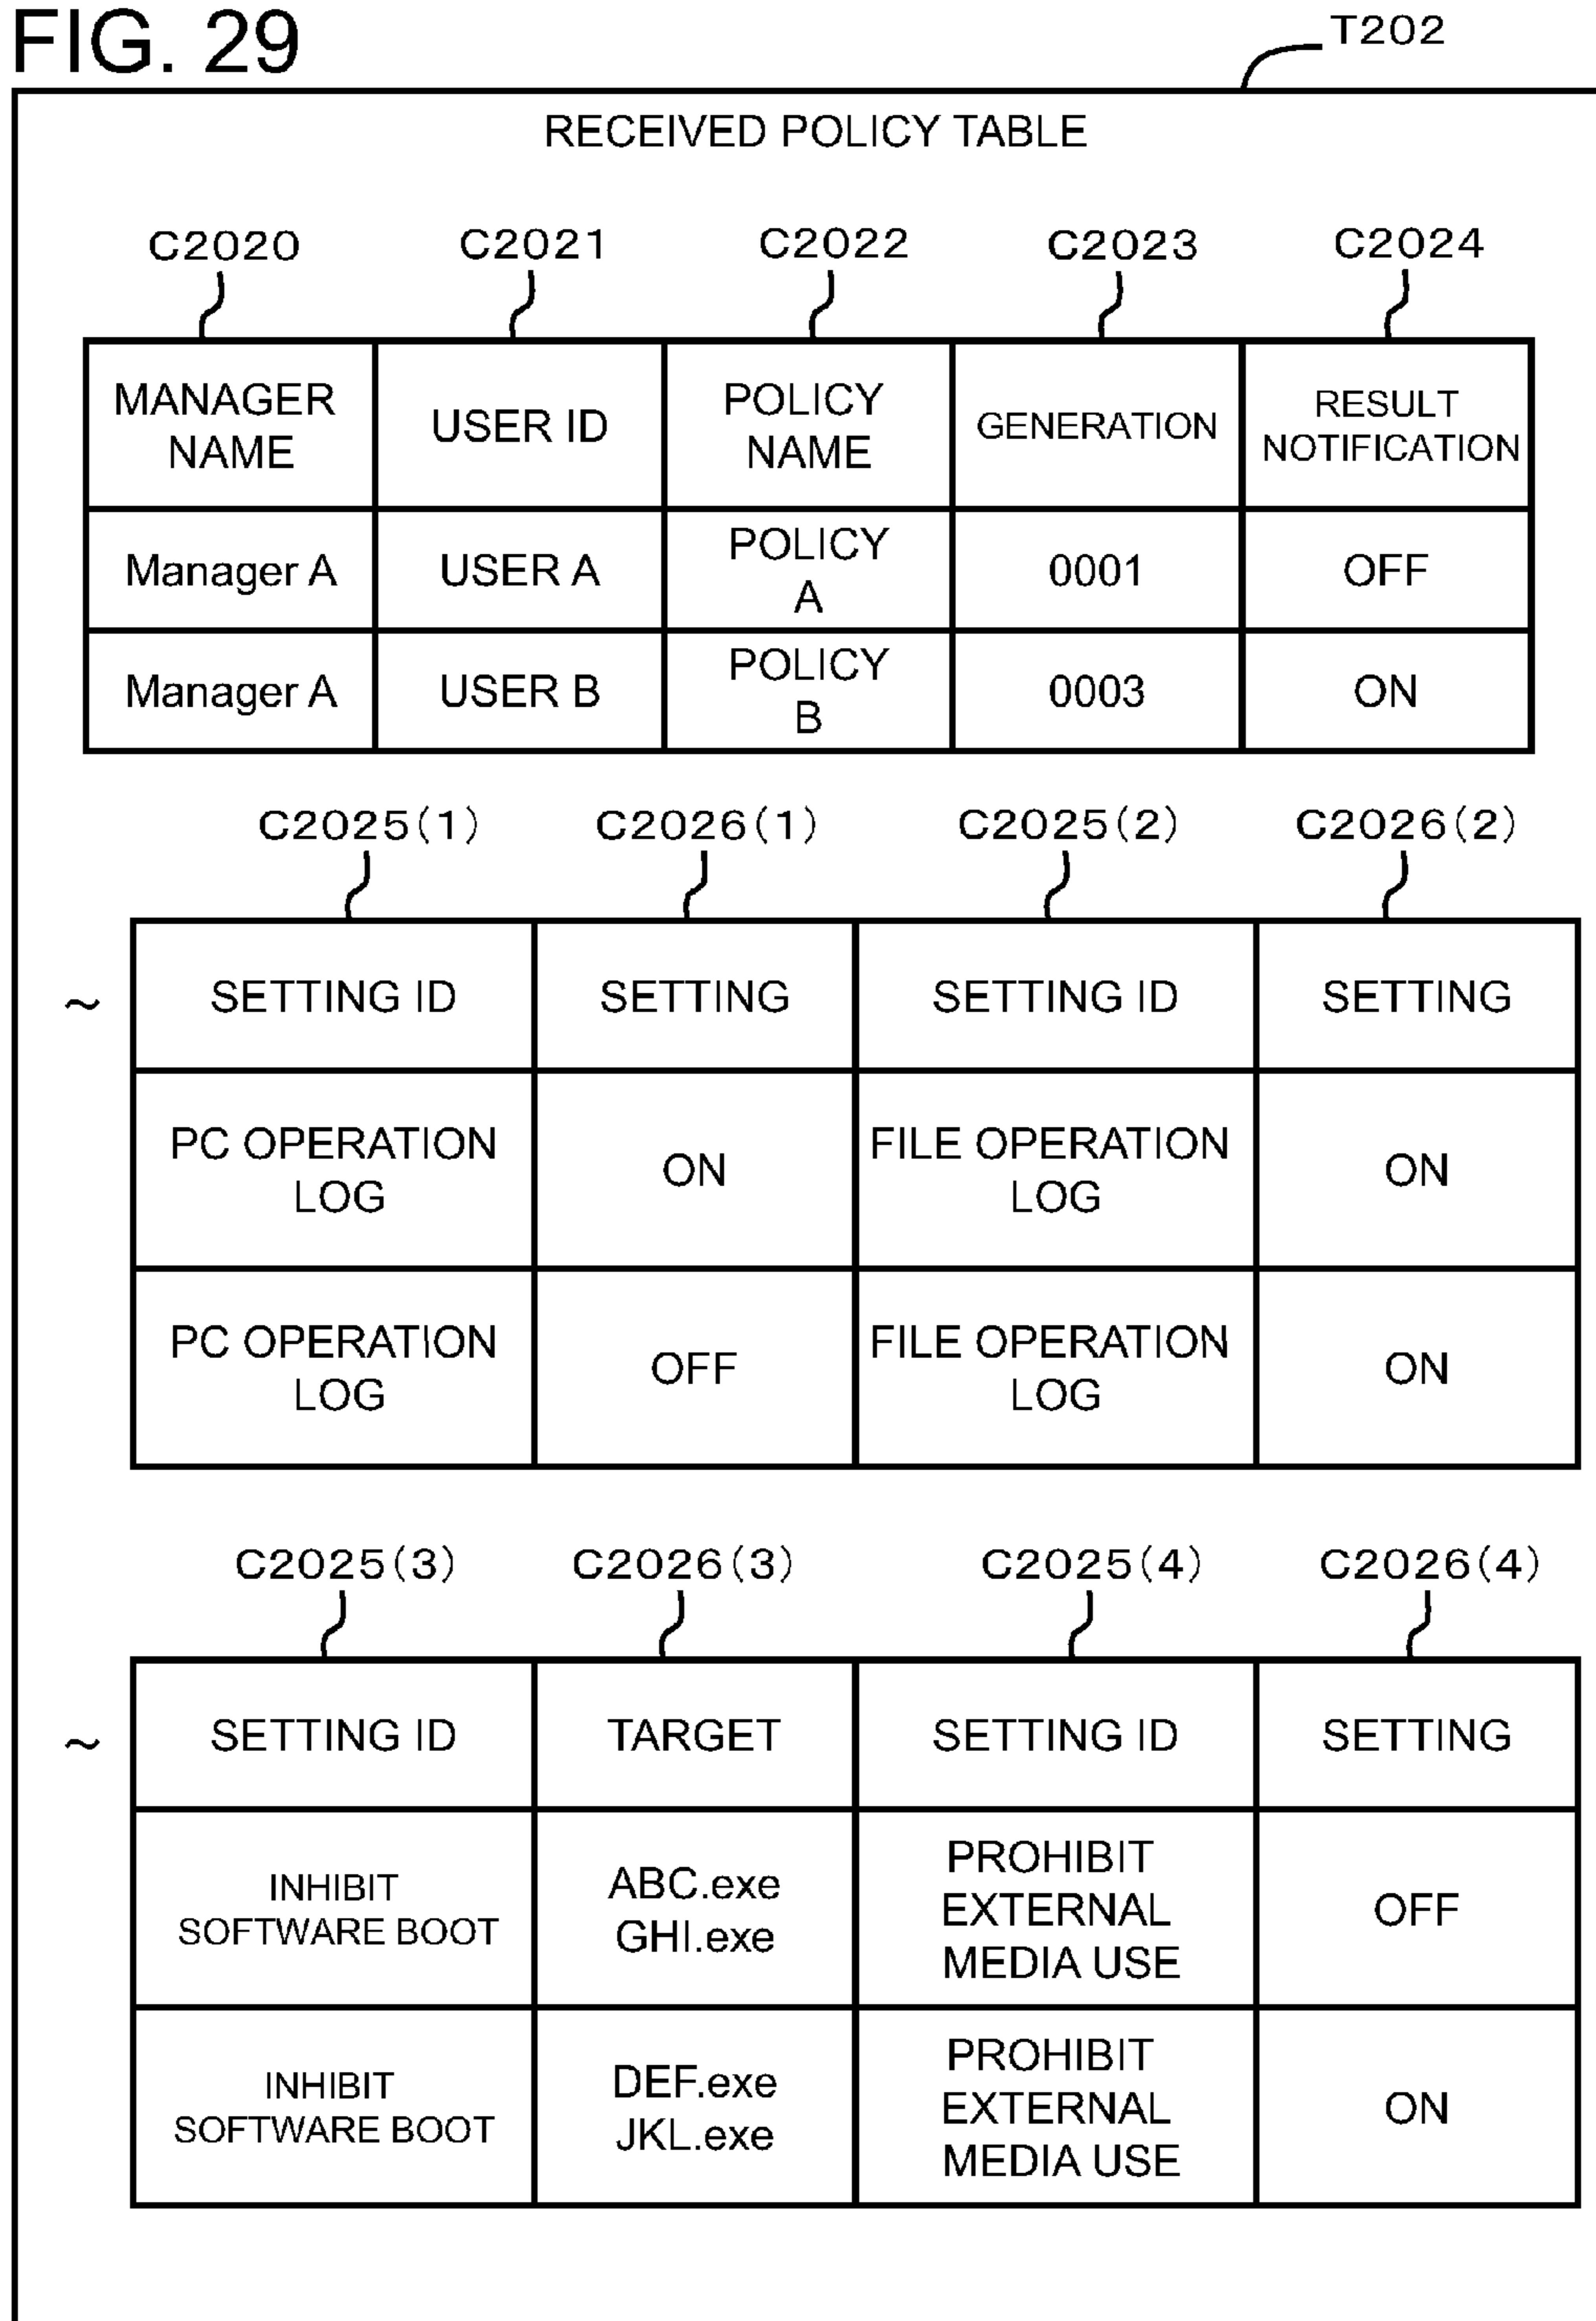 FIG. 29
T202
RECEIVED POLICY TABLE
C2020 C2021 C2022 C2023 C2024
MANAGER NAME
USER ID
POLICY NAME
GENERATION
RESULT NOTIFICATION
Manager A
USER A
POLICY A
0001
OFF
Manager A
USER B
POLICY B
0003
ON
C2025(1) C2026(1) C2025(2) C2026(2)
~
SETTING ID
SETTING
SETTING ID
SETTING
PC OPERATION
LOG
ON
FILE OPERATION
LOG
ON
PC OPERATION
LOG
OFF
FILE OPERATION
LOG
ON
C2025(3) C2026(3) C2025(4) C2026(4)
~
SETTING ID
TARGET
SETTING ID
SETTING
INHIBIT
SOFTWARE BOOT
ABC.exe
GHI.exe
PROHIBIT
EXTERNAL
MEDIA USE
OFF
INHIBIT
SOFTWARE BOOT
DEF.exe
JKL.exe
PROHIBIT
EXTERNAL
MEDIA USE
ON